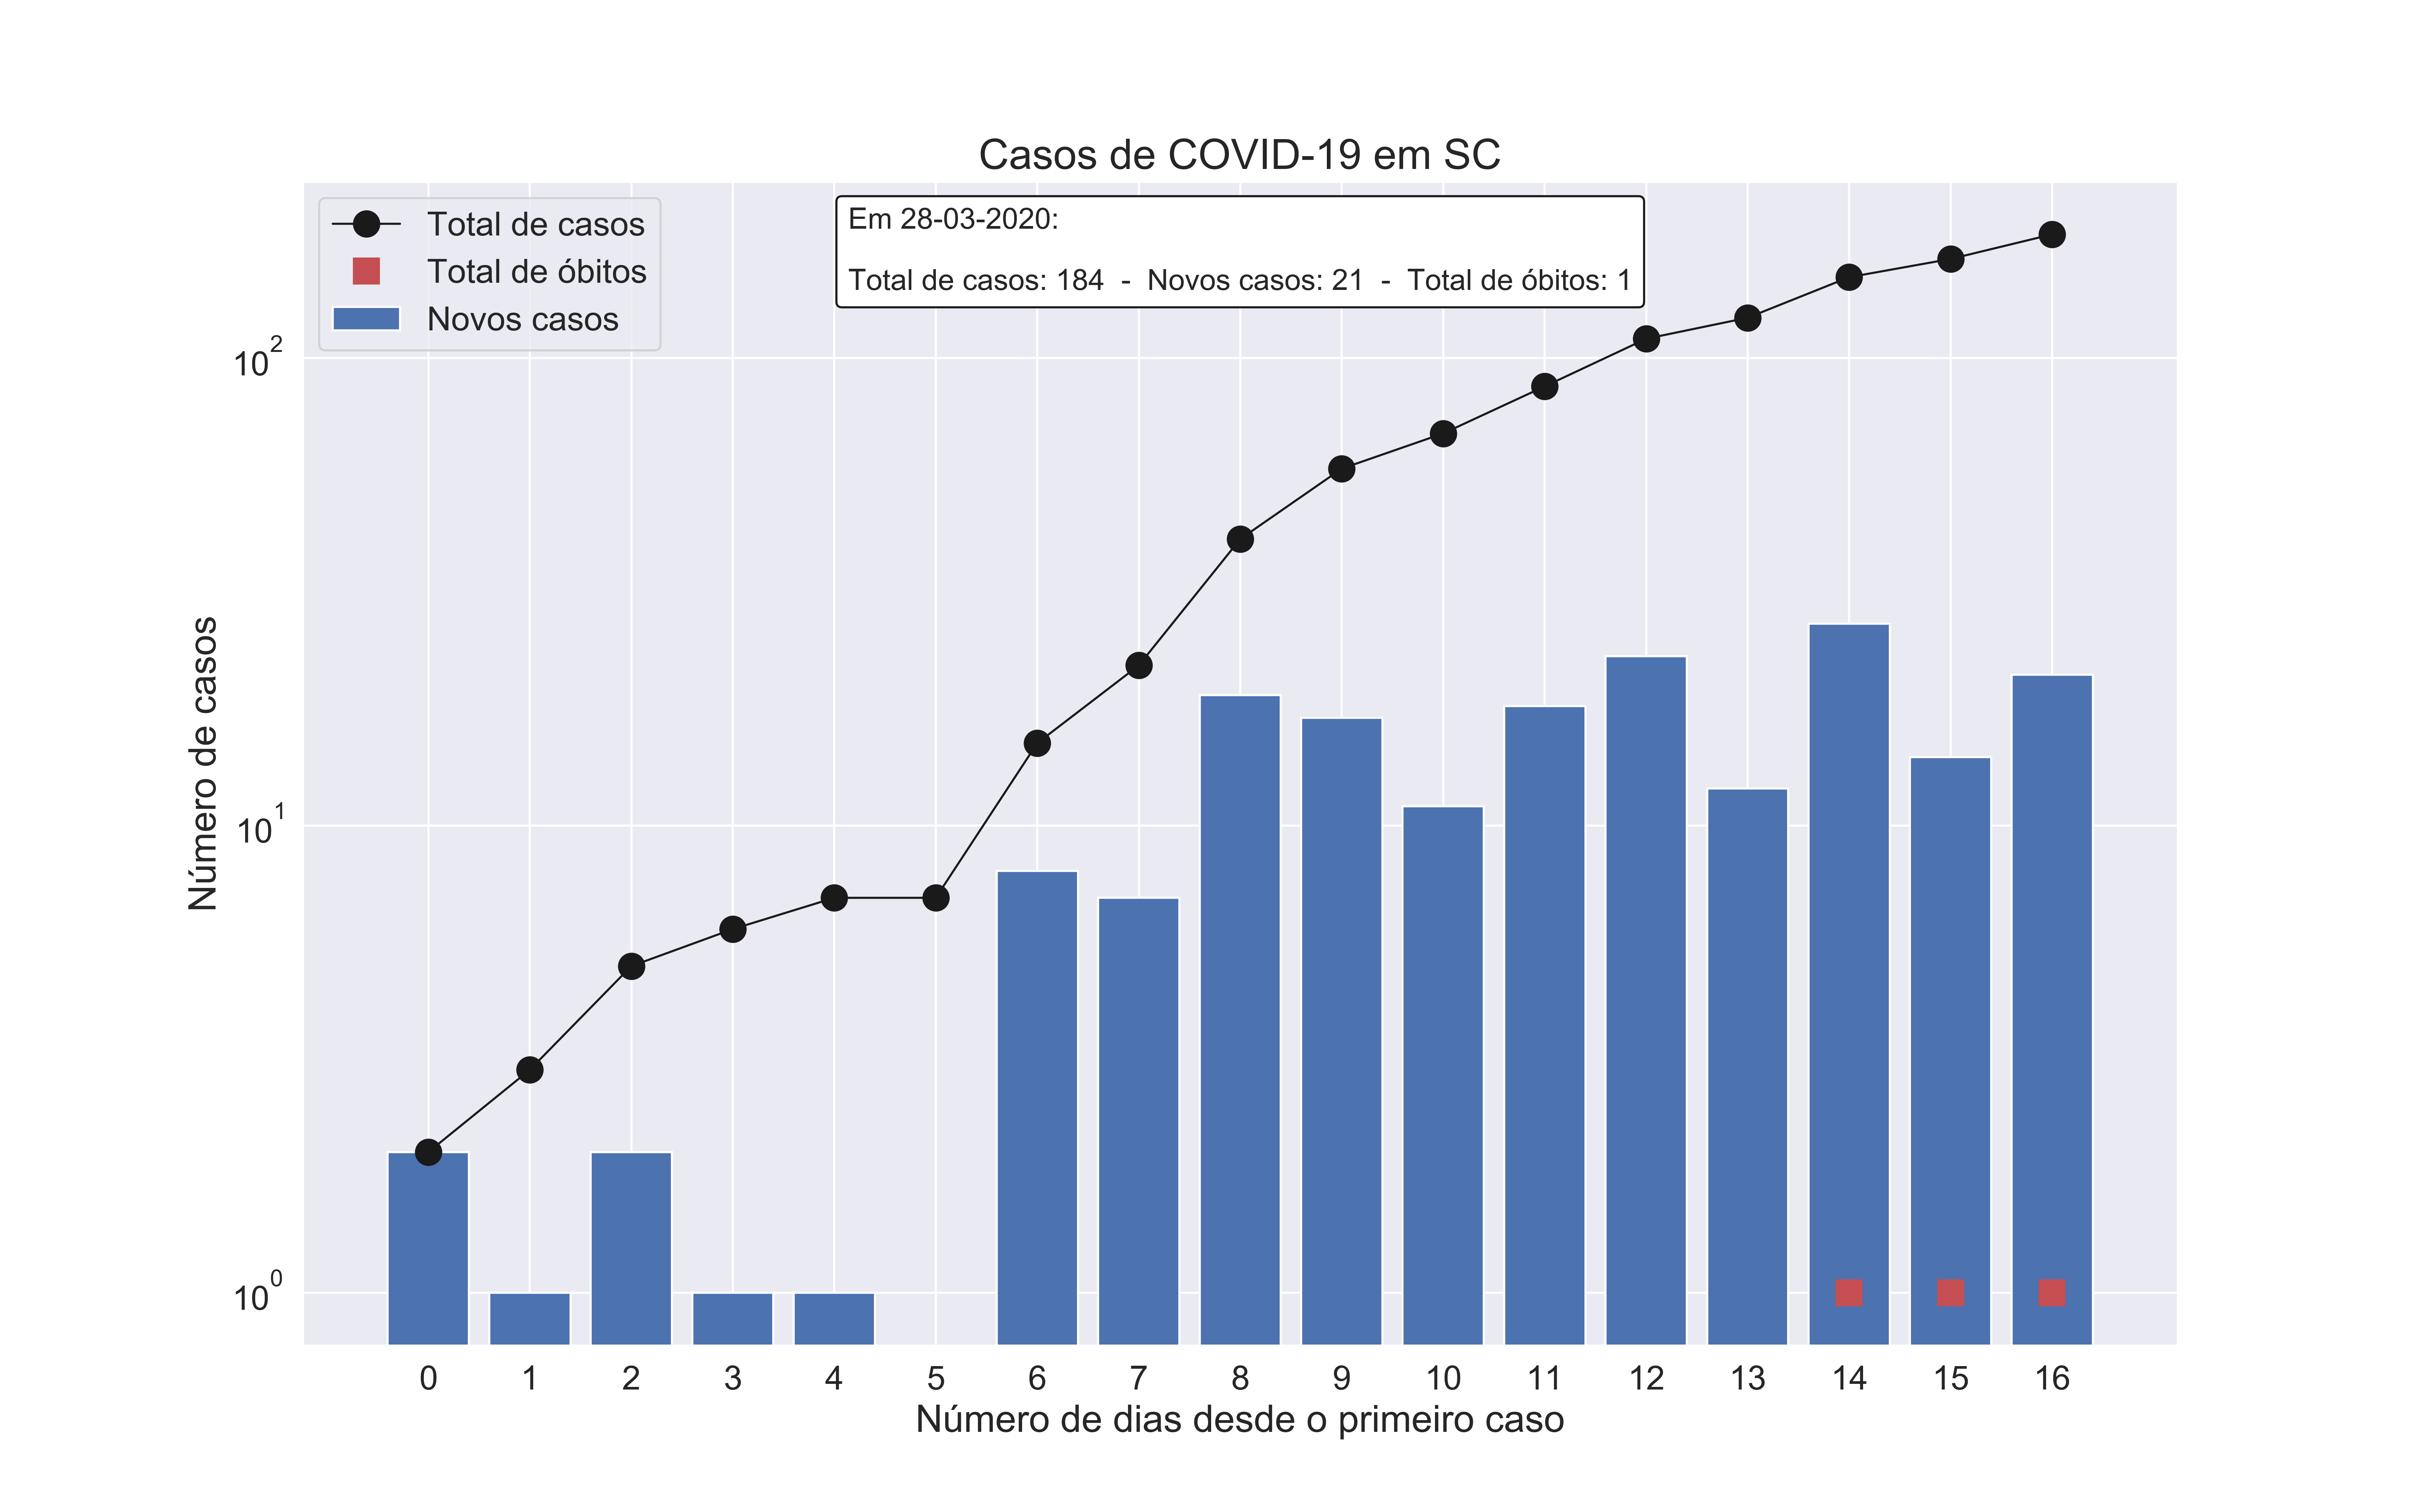 Casos de COVID-19 em SC
Total de casos
Total de óbitos
Novos casos
Em 28-03-2020:
Total de casos: 184 - Novos casos: 21 - Total de óbitos: 1
Número de casos
10²
10¹
10⁰
0 1 2 3 4 5 6 7 8 9 10 11 12 13 14 15 16
Número de dias desde o primeiro caso